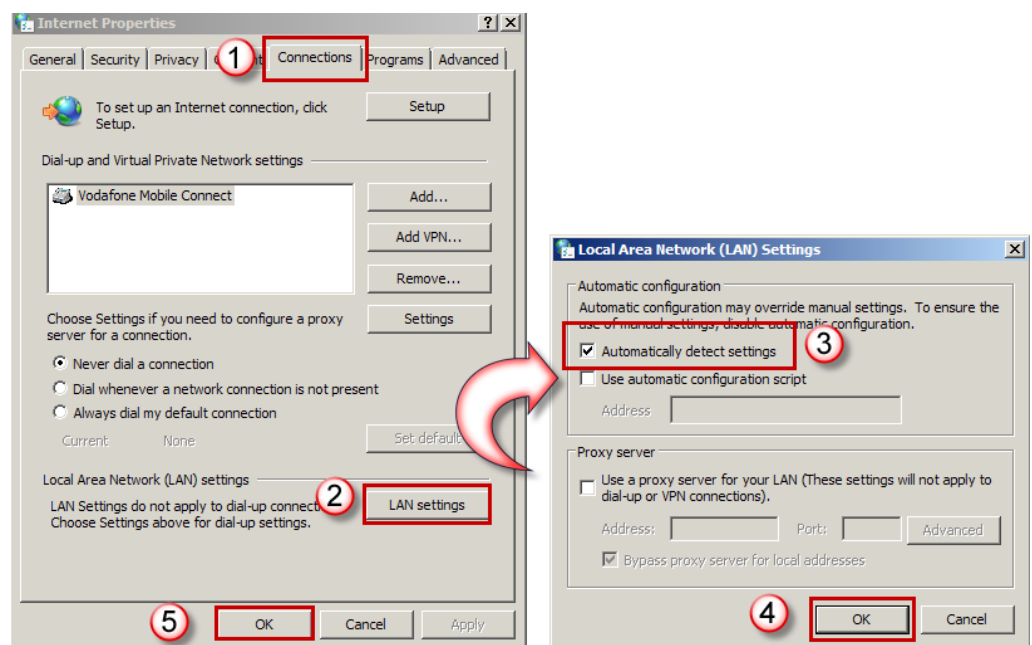 Internet Properties
General Security Privacy Connections Programs Advanced
1
To set up an Internet connection, click
Setup.
Setup
Dial-up and Virtual Private Network settings
Vodafone Mobile Connect
Add...
Add VPN...
Remove...
Choose Settings if you need to configure a proxy
server for a connection.
Settings
Never dial a connection
Dial whenever a network connection is not present
Always dial my default connection
Current None
Set default
Local Area Network (LAN) settings
LAN Settings do not apply to dial-up
Choose Settings above for dial-up settings.
2
LAN settings
5
OK Cancel Apply
Local Area Network (LAN) Settings
Automatic configuration
Automatic configuration may override manual settings. To ensure the
use of manual settings, disable automatic configuration.
Automatically detect settings
3
Use automatic configuration script
Address
Proxy server
Use a proxy server for your LAN (These settings will not apply to
dial-up or VPN connections).
Address: Port: Advanced
Bypass proxy server for local addresses
4
OK Cancel